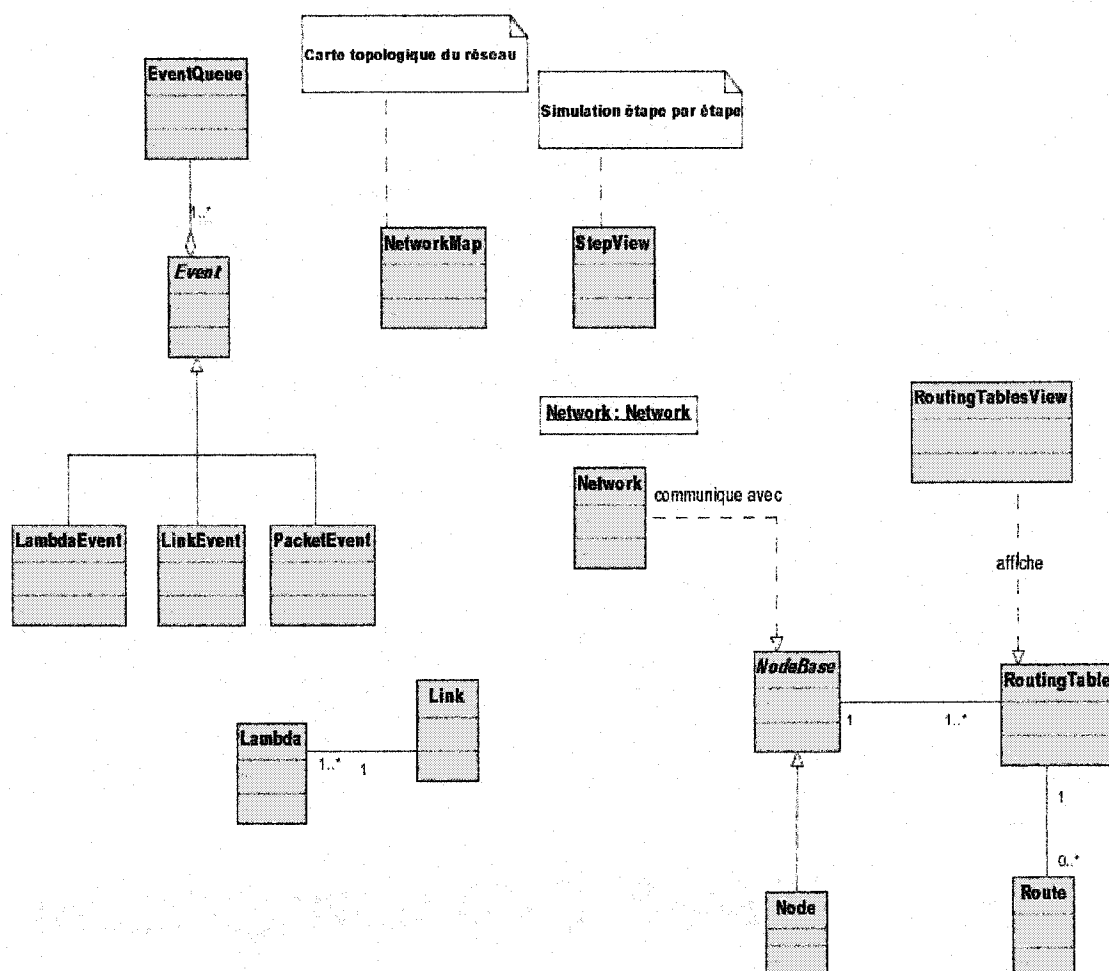 Carte topologique du réseau
EventQueue
Simulation étape par étape
1..*
NetworkMap
StepView
Event
RoutingTablesView
Network : Network
Network
communique avec
LambdaEvent
LinkEvent
PacketEvent
affiche
NodeBase
RoutingTable
Link
1
1..*
Lambda
1..*
1
1
0..*
Node
Route